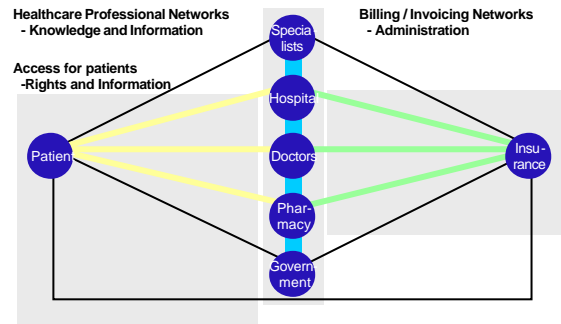 Healthcare Professional Networks
- Knowledge and Information
Billing / Invoicing Networks
- Administration
Access for patients
-Rights and Information
Specia
lists
Hospital
Patien
Doctors
Insu-
rance
Phar-
macy
Govern-
ment